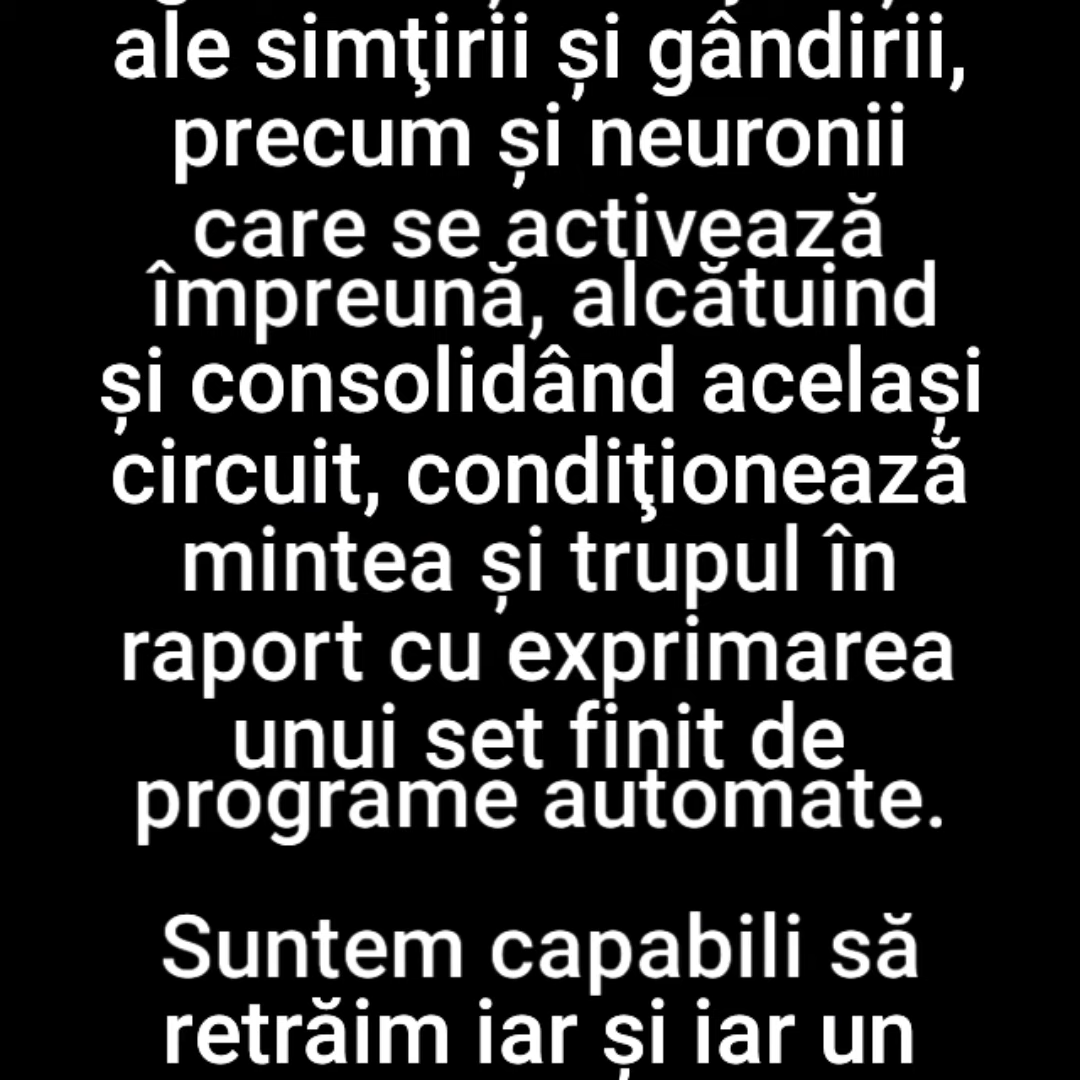 ale simţirii și gândirii,
precum și neuronii
care se activează
împreună, alcătuind
și consolidând același
circuit, condiţionează
mintea și trupul în
raport cu exprimarea
unui set finit de
programe automate.
Suntem capabili să
retrăim iar și iar un